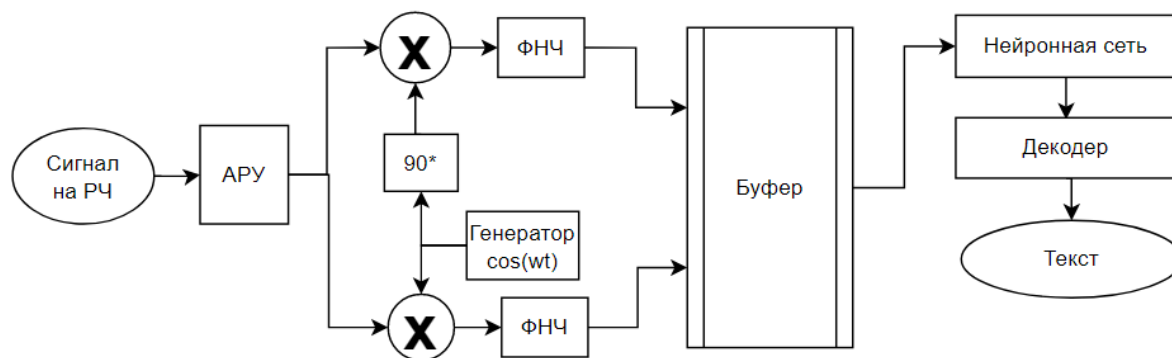 Сигнал
на РЧ
АРУ
X
ФНЧ
90*
Генератор
cos(wt)
X
ФНЧ
Буфер
Нейронная сеть
Декодер
Текст